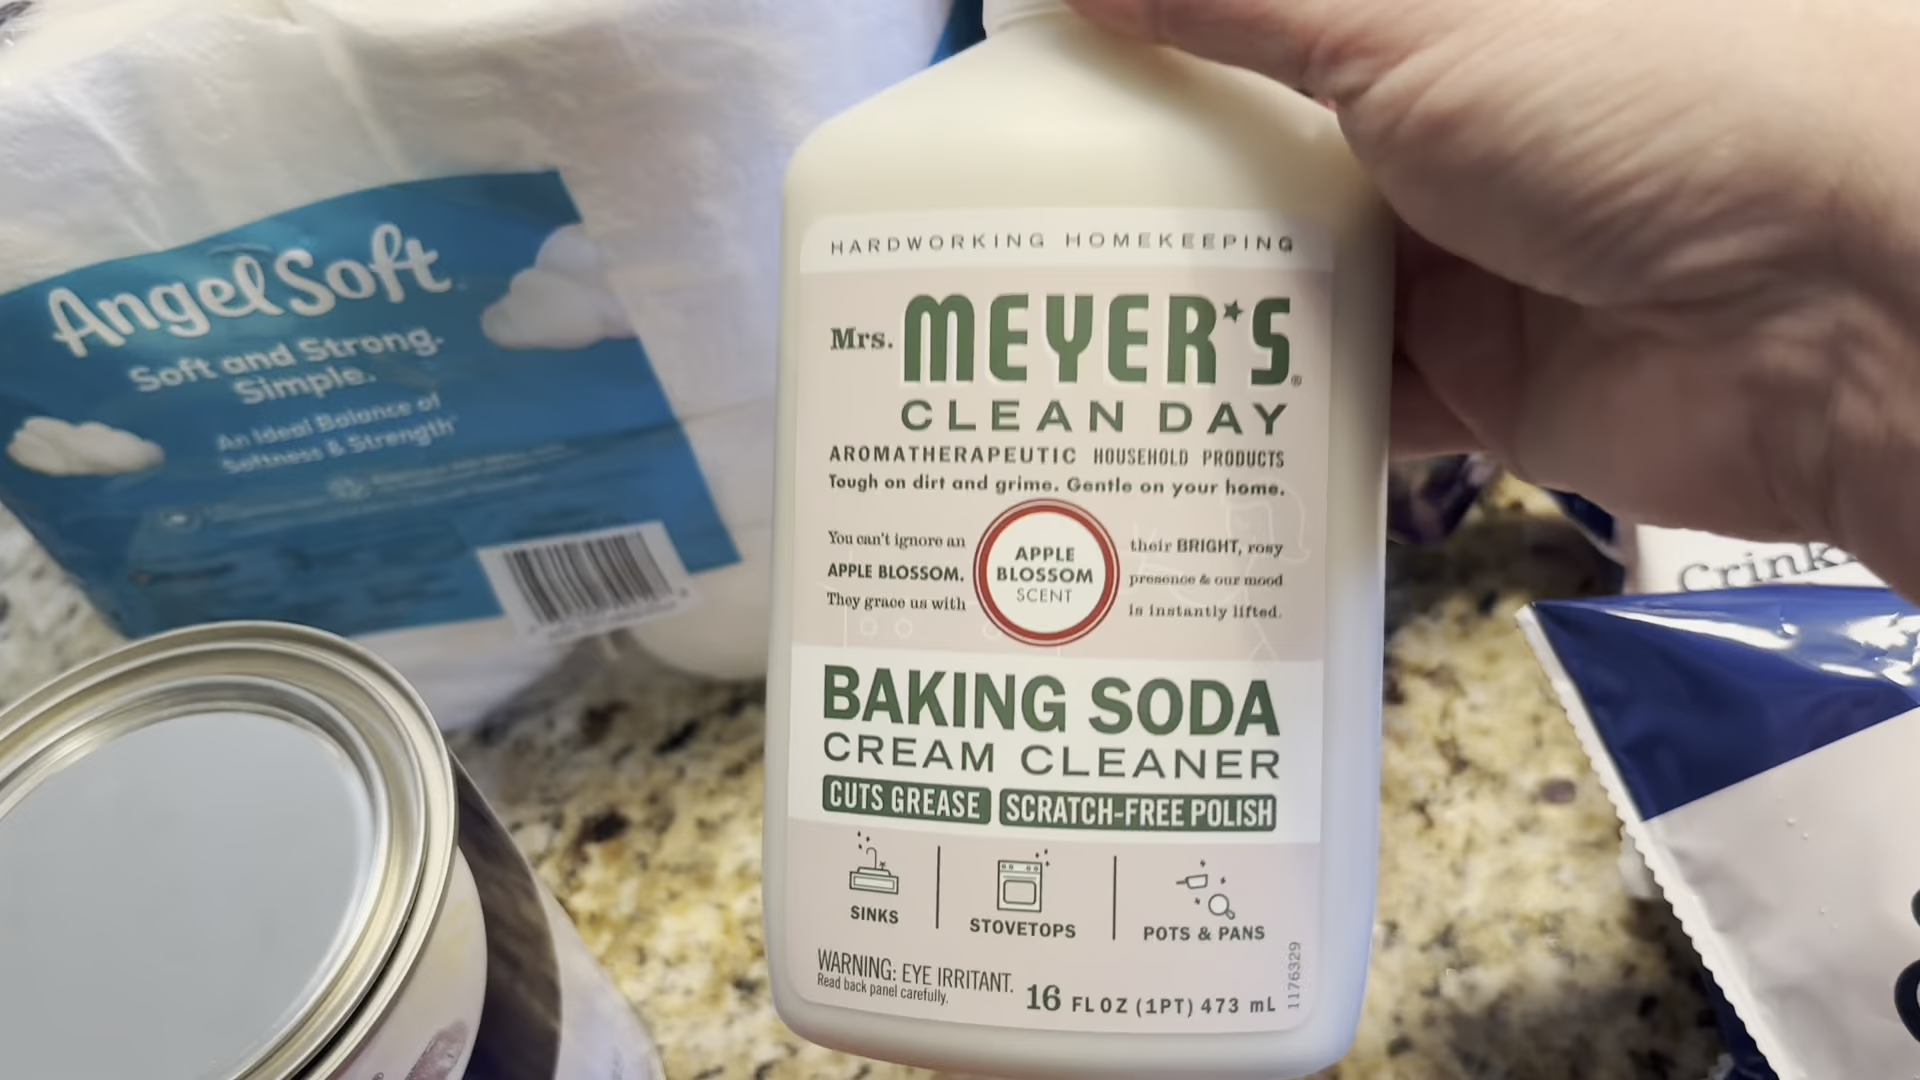 AngelSoft
Soft and Strong.
Simple.
An Ideal Balance of
Softness & Strength
HARDWORKING HOMEKEEPING
Mrs. MEYER'S®
CLEAN DAY
AROMATHERAPEUTIC HOUSEHOLD PRODUCTS
Tough on dirt and grime. Gentle on your home.
You can't ignore an
APPLE BLOSSOM.
They grace us with
APPLE
BLOSSOM
SCENT
their BRIGHT, rosy
presence & our mood
is instantly lifted.
BAKING SODA
CREAM CLEANER
CUTS GREASE SCRATCH-FREE POLISH
SINKS STOVETOPS POTS & PANS
WARNING: EYE IRRITANT.
Read back panel carefully.
16 FL OZ (1PT) 473 mL
1176329